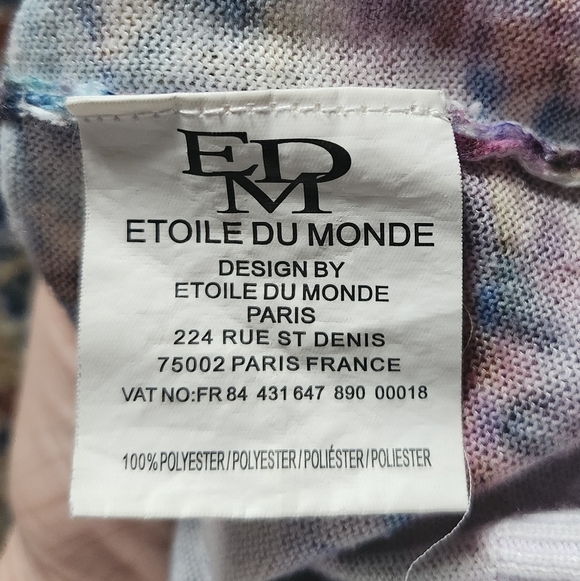 EDM
ETOILE DU MONDE
DESIGN BY
ETOILE DU MONDE
PARIS
224 RUE ST DENIS
75002 PARIS FRANCE
VAT NO:FR 84 431 647 890 00018
100% POLYESTER/POLYESTER/POLIÉSTER/POLIESTER